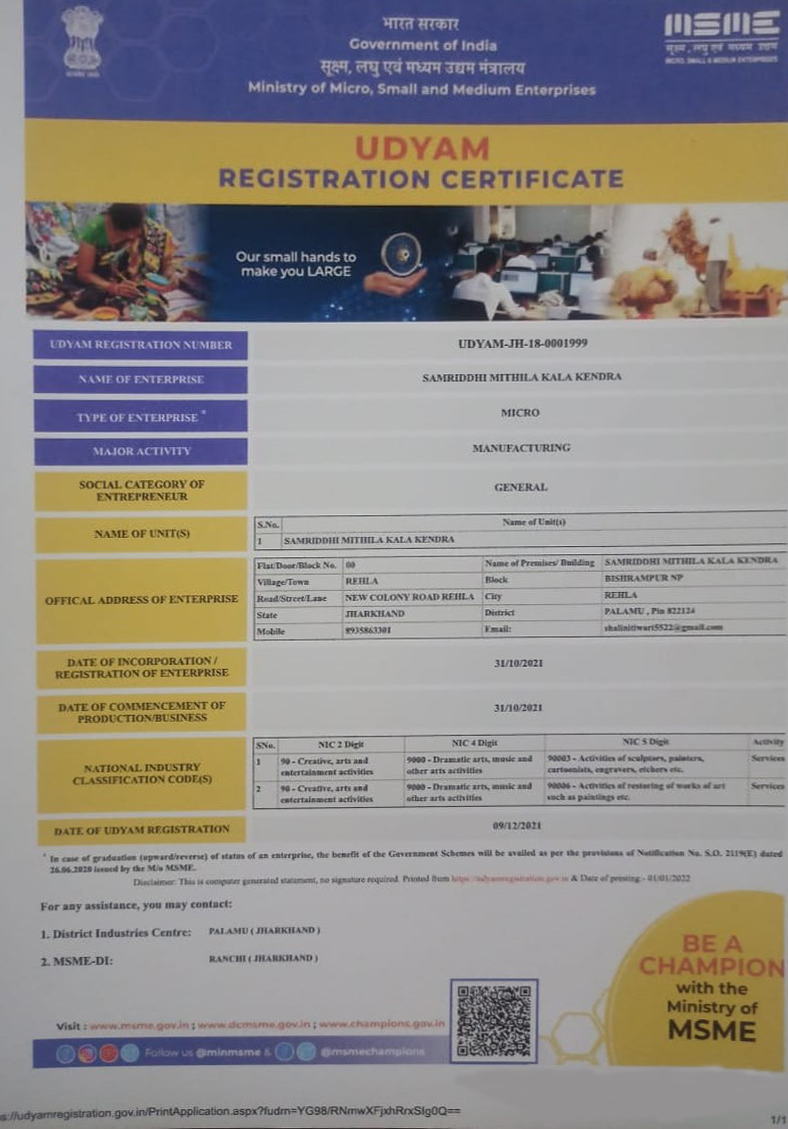 भारत सरकार
Government of India
सूक्ष्म, लघु एवं मध्यम उद्यम मंत्रालय
Ministry of Micro, Small and Medium Enterprises
MSME
सूक्ष्म, लघु एवं मध्यम उद्यम
MICRO, SMALL & MEDIUM ENTERPRISES
UDYAM
REGISTRATION CERTIFICATE
Our small hands to
make you LARGE
UDYAM REGISTRATION NUMBER UDYAM-JH-18-0001999
NAME OF ENTERPRISE SAMRIDDHI MITHILA KALA KENDRA
TYPE OF ENTERPRISE * MICRO
MAJOR ACTIVITY MANUFACTURING
SOCIAL CATEGORY OF
ENTREPRENEUR GENERAL
NAME OF UNIT(S)
S.No. Name of Unit(s)
1 SAMRIDDHI MITHILA KALA KENDRA
OFFICAL ADDRESS OF ENTERPRISE
Flat/Door/Block No. 00 Name of Premises/ Building SAMRIDDHI MITHILA KALA KENDRA
Village/Town REHLA Block BISHRAMPUR NP
Road/Street/Lane NEW COLONY ROAD REHLA City REHLA
State JHARKHAND District PALAMU , Pin 822124
Mobile 8935863301 Email: shalinitiwari5522@gmail.com
DATE OF INCORPORATION /
REGISTRATION OF ENTERPRISE 31/10/2021
DATE OF COMMENCEMENT OF
PRODUCTION/BUSINESS 31/10/2021
NATIONAL INDUSTRY
CLASSIFICATION CODE(S)
SNo. NIC 2 Digit NIC 4 Digit NIC 5 Digit Activity
1 90 - Creative, arts and entertainment activities 9000 - Dramatic arts, music and other arts activities 90003 - Activities of sculptors, painters, cartoonists, engravers, etchers etc. Services
2 90 - Creative, arts and entertainment activities 9000 - Dramatic arts, music and other arts activities 90006 - Activities of restoring of works of art such as paintings etc. Services
DATE OF UDYAM REGISTRATION 09/12/2021
* In case of graduation (upward/reverse) of status of an enterprise, the benefit of the Government Schemes will be availed as per the provisions of Notification No. S.O. 2119(E) dated
26.06.2020 issued by the M/o MSME.
Disclaimer: This is computer generated statement, no signature required. Printed from https://udyamregistration.gov.in & Date of printing:- 01/01/2022
For any assistance, you may contact:
1. District Industries Centre: PALAMU ( JHARKHAND )
2. MSME-DI: RANCHI ( JHARKHAND )
BE A
CHAMPION
with the
Ministry of
MSME
Visit : www.msme.gov.in ; www.dcmsme.gov.in ; www.champions.gov.in
Follow us @minmsme & @msmechampions
s://udyamregistration.gov.in/PrintApplication.aspx?fudrn=YG98/RNmwXFjxhRrxSIg0Q==
1/1